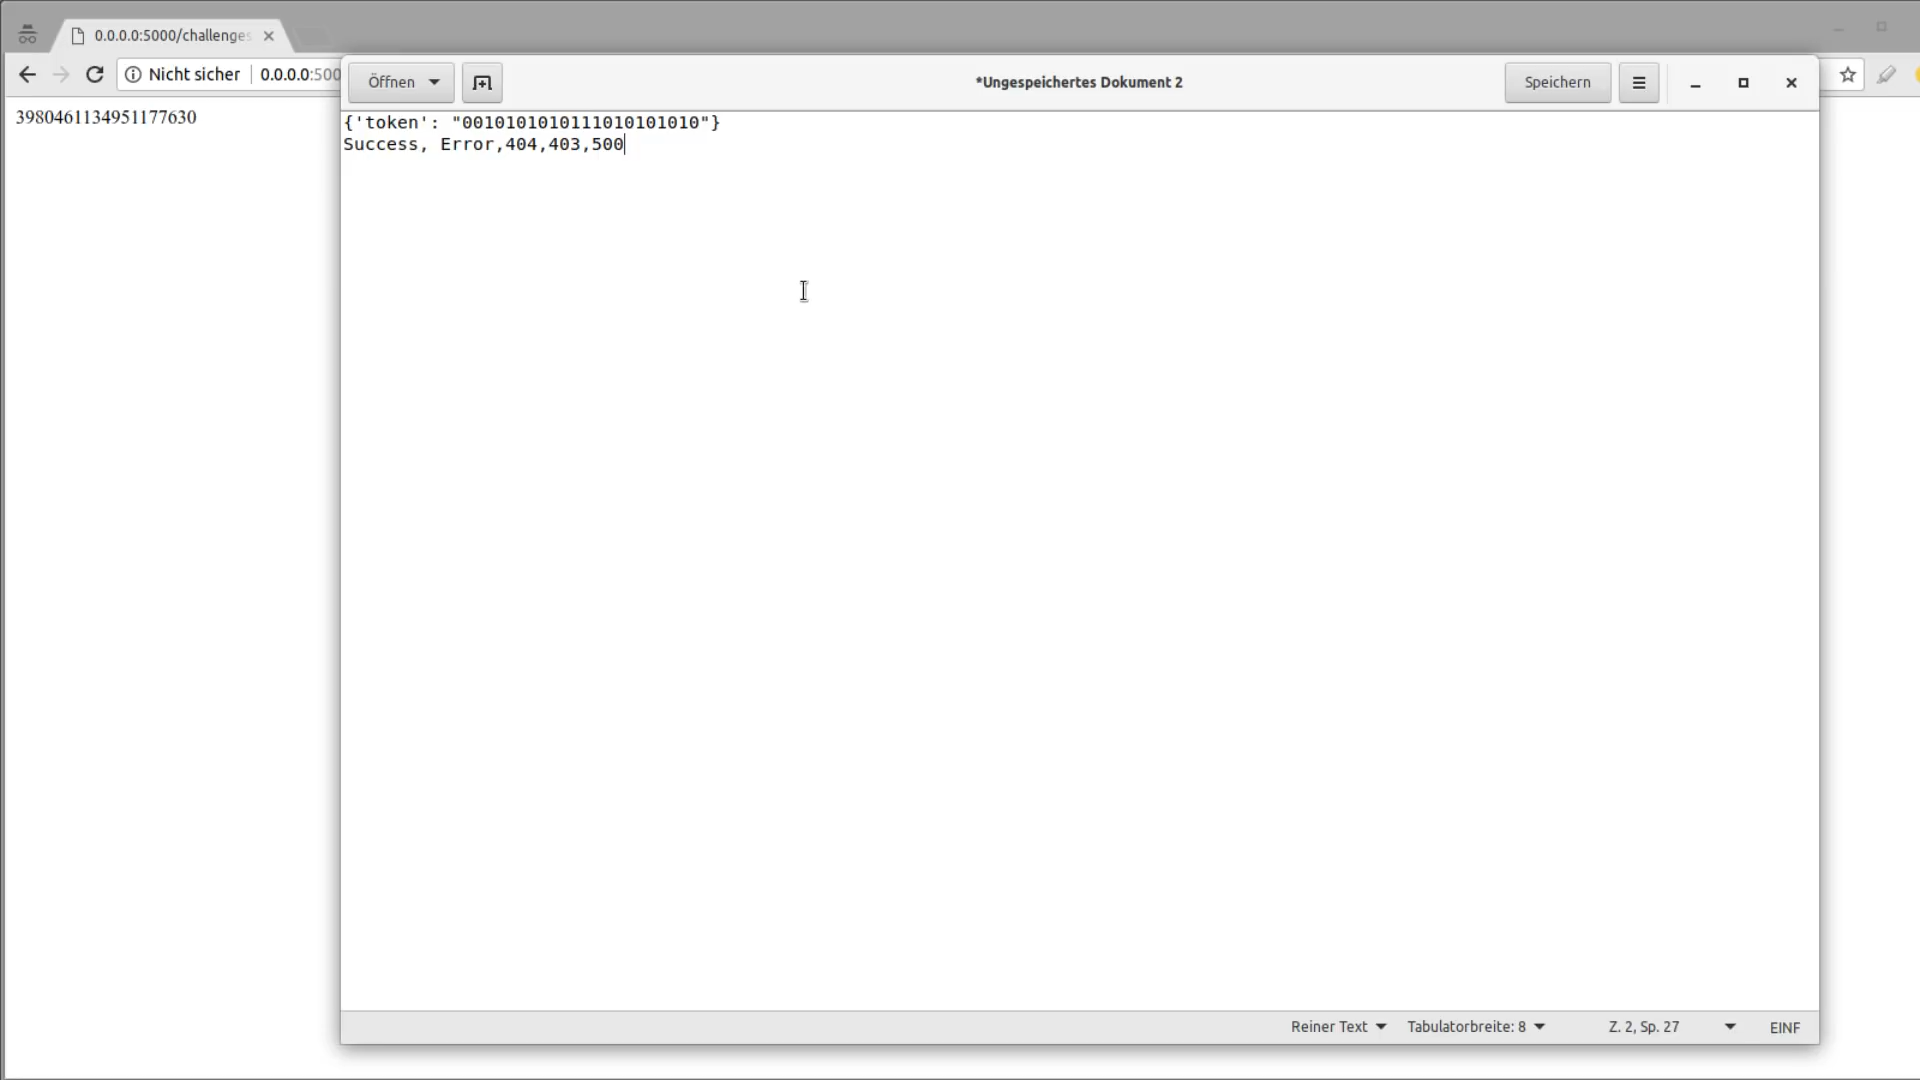 0.0.0.0:5000/challenges
Nicht sicher
0.0.0.0:500
3980461134951177630
Öffnen
*Ungespeichertes Dokument 2
Speichern
{'token': "0010101010111010101010"}
Success, Error,404,403,500
Reiner Text
Tabulatorbreite: 8
Z. 2, Sp. 27
EINF